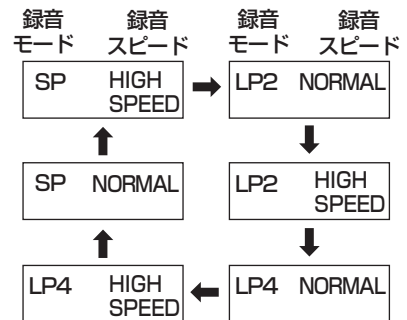 録音 録音 録音 録音
モード スピード モード スピード
SP HIGH SPEED LP2 NORMAL
SP NORMAL LP2 HIGH SPEED
LP4 HIGH SPEED LP4 NORMAL